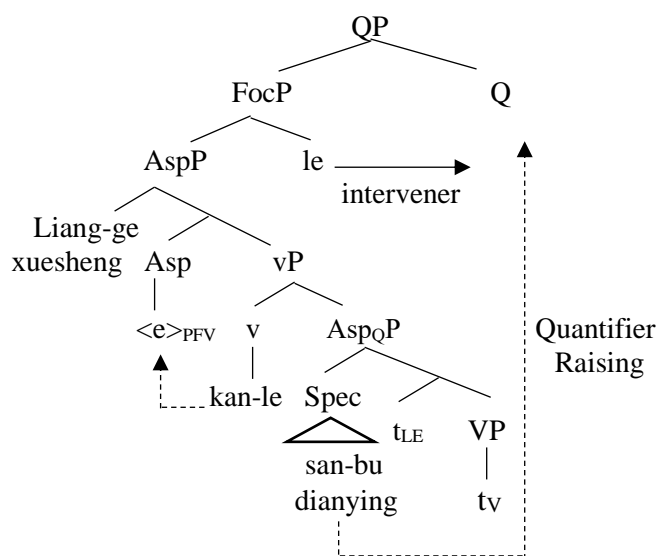 QP
FocP Q
AspP le
intervener
Liang-ge
xuesheng Asp vP
<e>PFV v AspQP
Quantifier
Raising
kan-le Spec
tLE VP
san-bu
dianying tV